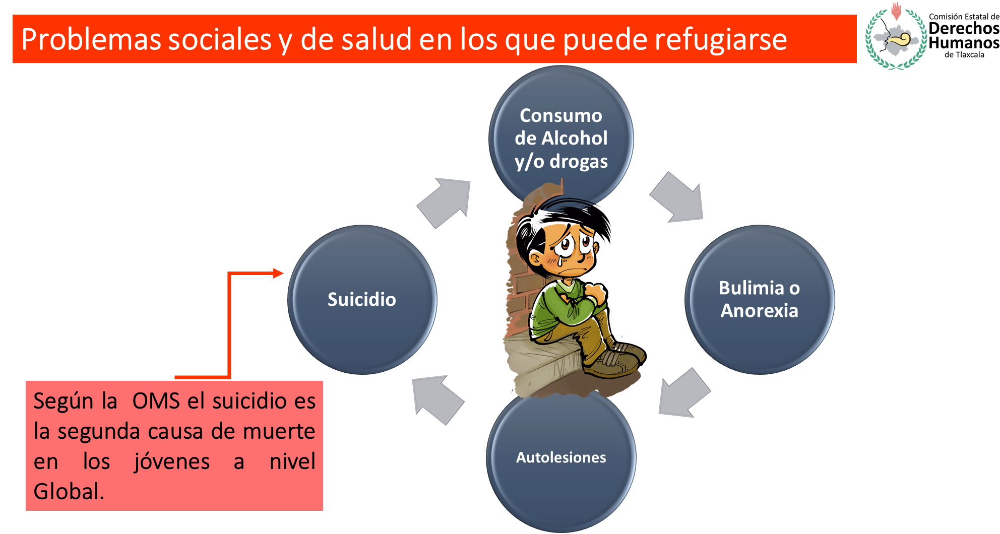 Problemas sociales y de salud en los que puede refugiarse
Comisión Estatal de
Derechos
Humanos
de Tlaxcala
Consumo
de Alcohol
y/o drogas
Bulimia o
Anorexia
Autolesiones
Suicidio
Según la OMS el suicidio es
la segunda causa de muerte
en los jóvenes a nivel
Global.